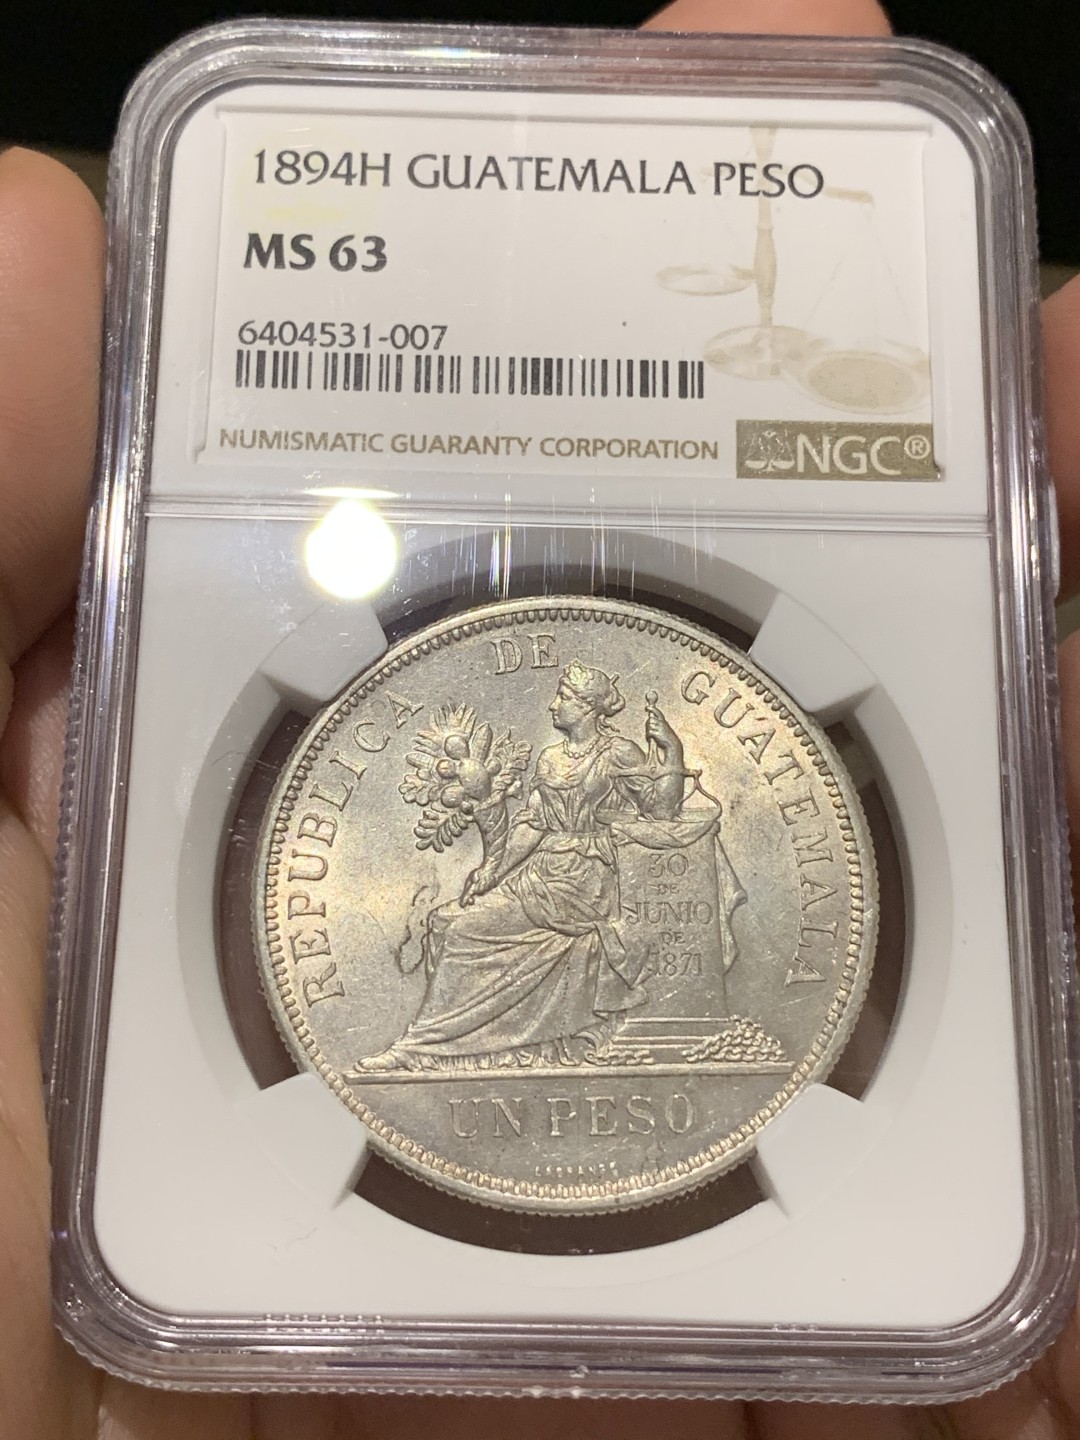 1894H GUATEMALA PESO
MS 63
6404531-007
NUMISMATIC GUARANTY CORPORATION
NGC®
REPUBLICA DE GUATEMALA
30
DE
JUNIO
DE
1871
UN PESO